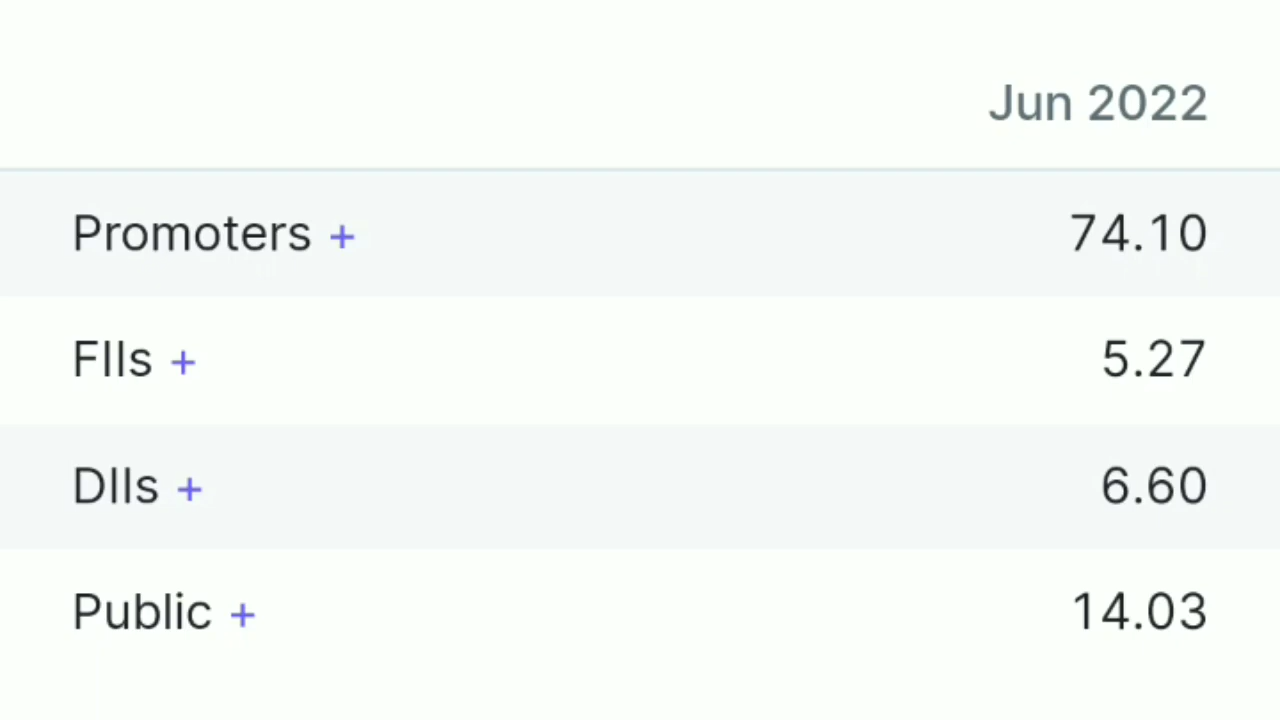 Jun 2022
Promoters + 74.10
FIIs + 5.27
DIIs + 6.60
Public + 14.03